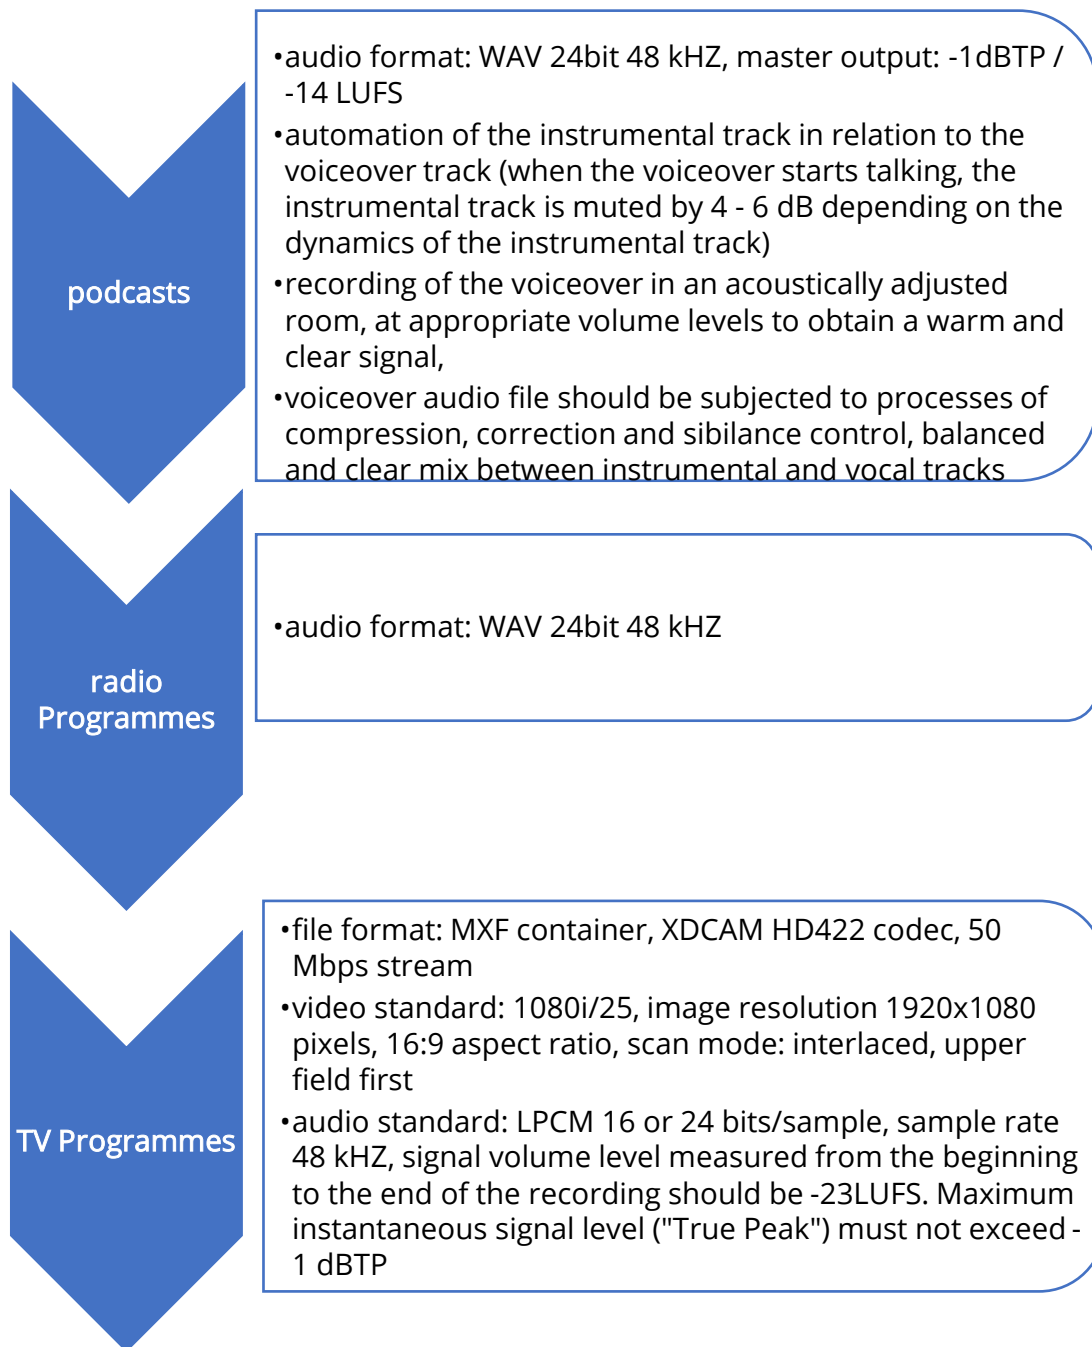 podcasts
•audio format: WAV 24bit 48 kHZ, master output: -1dBTP /
-14 LUFS
•automation of the instrumental track in relation to the
voiceover track (when the voiceover starts talking, the
instrumental track is muted by 4 - 6 dB depending on the
dynamics of the instrumental track)
•recording of the voiceover in an acoustically adjusted
room, at appropriate volume levels to obtain a warm and
clear signal,
•voiceover audio file should be subjected to processes of
compression, correction and sibilance control, balanced
and clear mix between instrumental and vocal tracks
radio
Programmes
•audio format: WAV 24bit 48 kHZ
TV Programmes
•file format: MXF container, XDCAM HD422 codec, 50
Mbps stream
•video standard: 1080i/25, image resolution 1920x1080
pixels, 16:9 aspect ratio, scan mode: interlaced, upper
field first
•audio standard: LPCM 16 or 24 bits/sample, sample rate
48 kHZ, signal volume level measured from the beginning
to the end of the recording should be -23LUFS. Maximum
instantaneous signal level ("True Peak") must not exceed -
1 dBTP